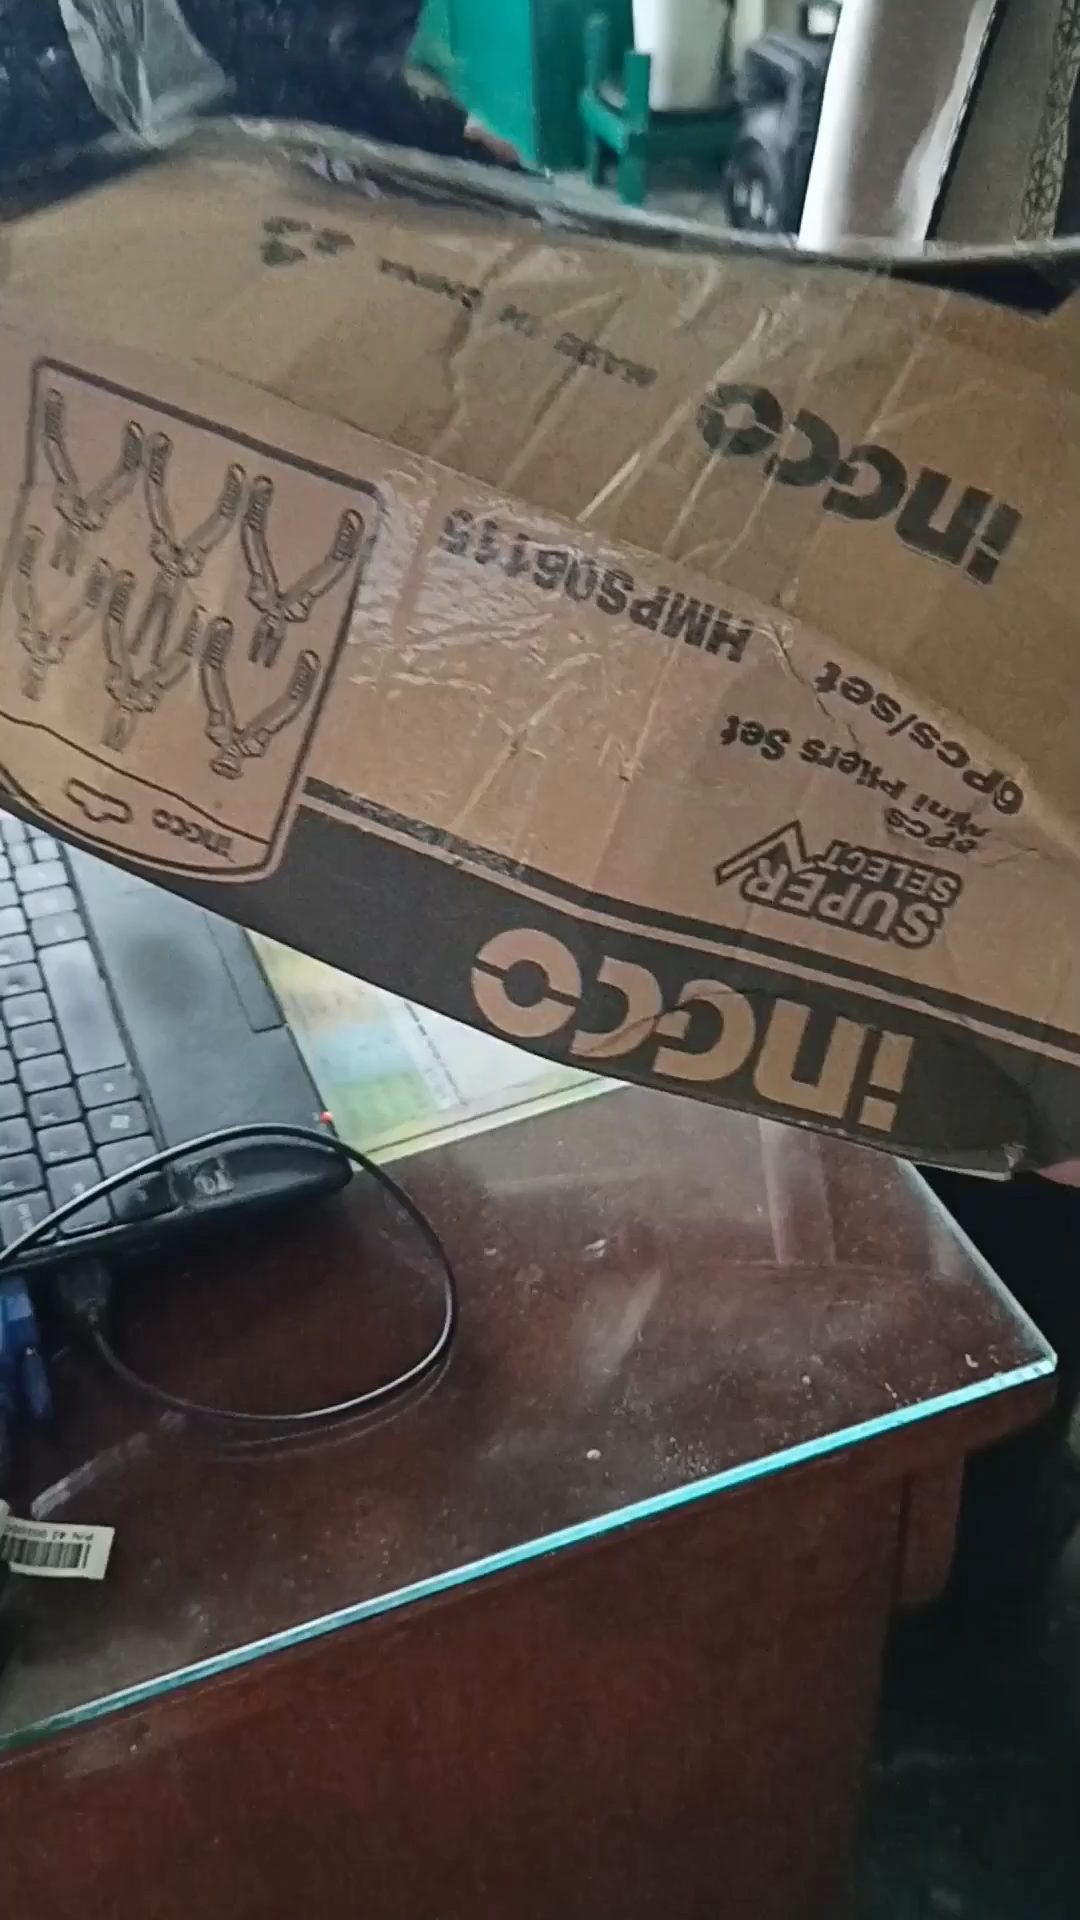 ingco
SUPER
SELECT
6Pcs
Mini Pliers Set
6Pcs/set
HMPS06115
ingco
ingco
MADE IN CHINA